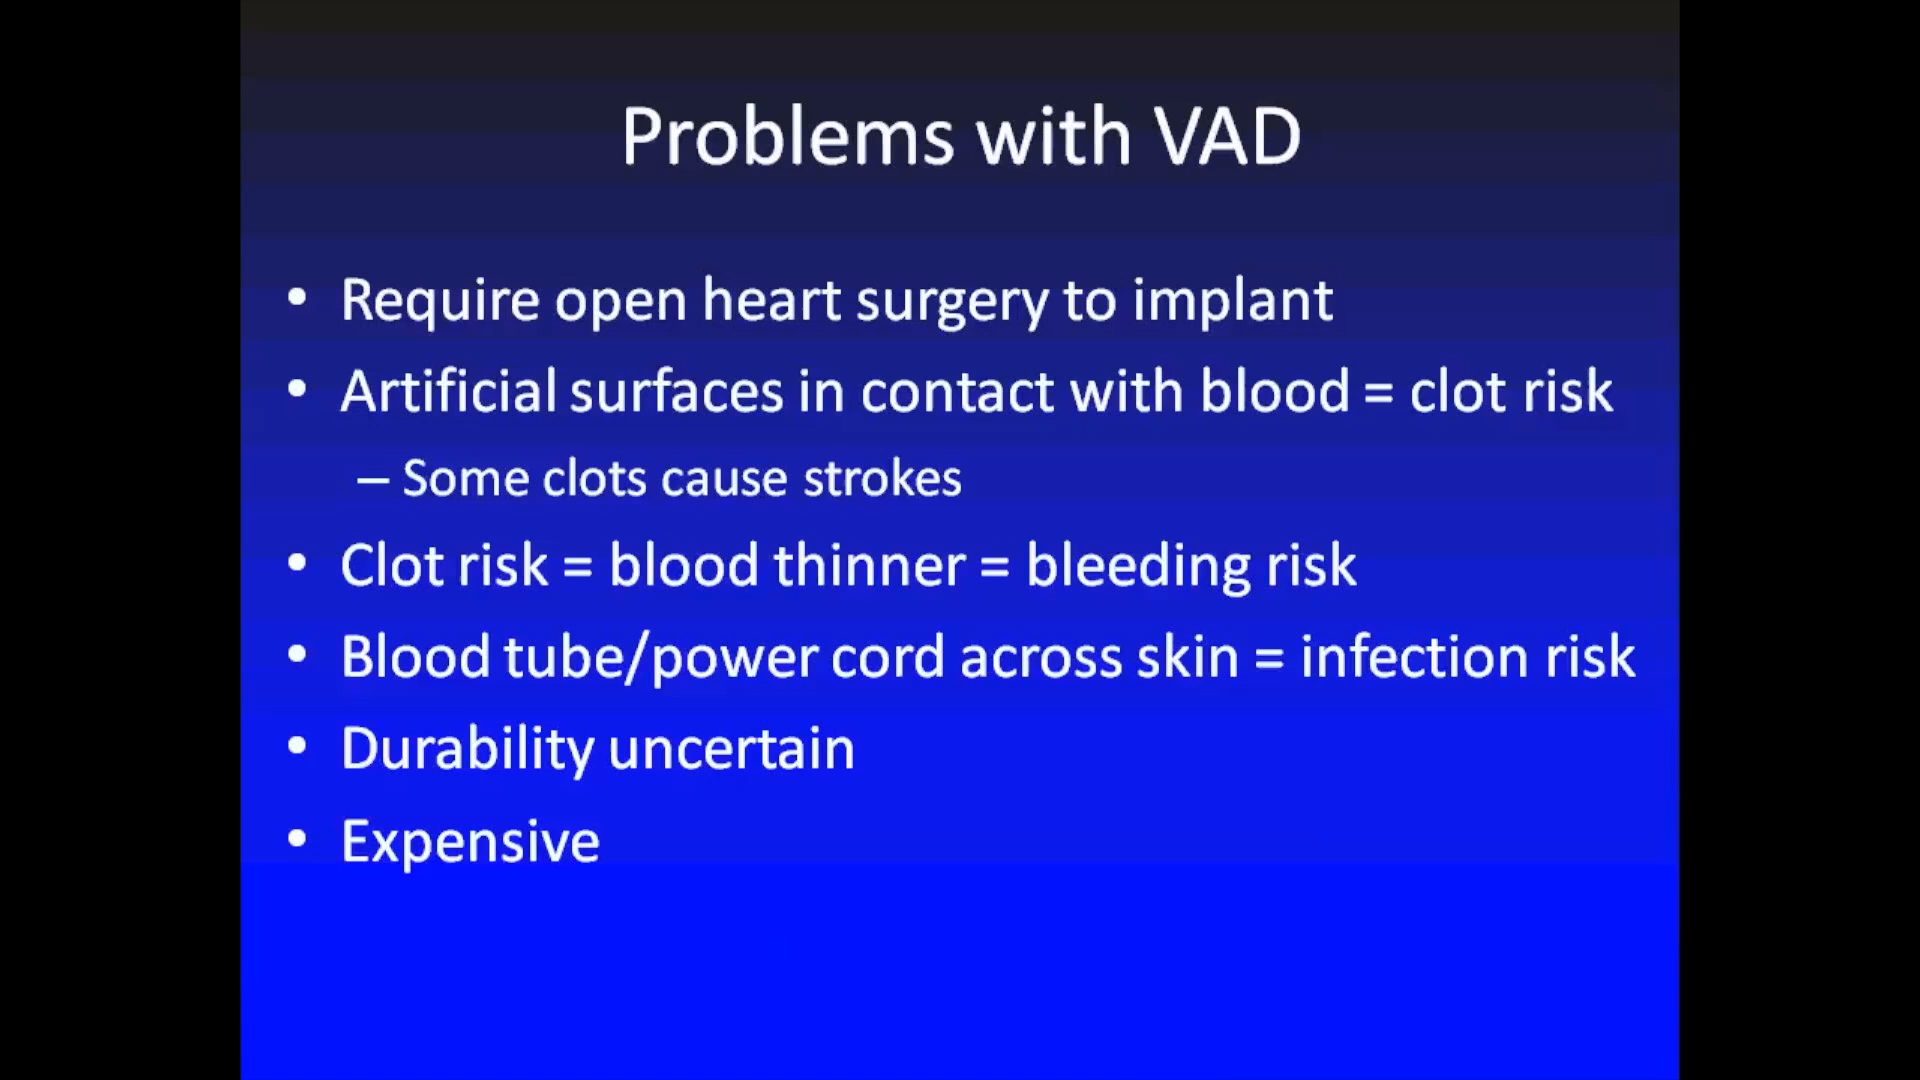 Problems with VAD
• Require open heart surgery to implant
• Artificial surfaces in contact with blood = clot risk
– Some clots cause strokes
• Clot risk = blood thinner = bleeding risk
• Blood tube/power cord across skin = infection risk
• Durability uncertain
• Expensive